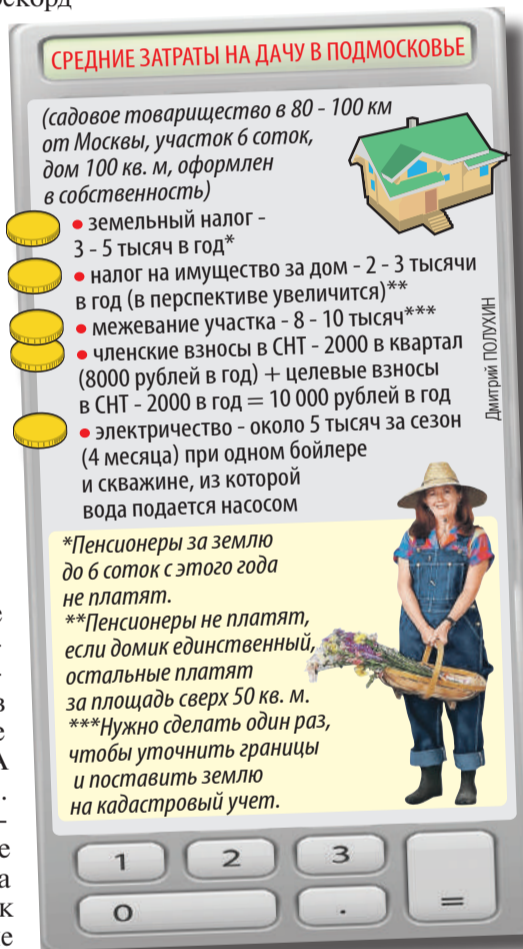 рекорд
СРЕДНИЕ ЗАТРАТЫ НА ДАЧУ В ПОДМОСКОВЬЕ
(садовое товарищество в 80 - 100 км
от Москвы, участок 6 соток,
дом 100 кв. м, оформлен
в собственность)
• земельный налог -
3 - 5 тысяч в год*
• налог на имущество за дом - 2 - 3 тысячи
в год (в перспективе увеличится)**
• межевание участка - 8 - 10 тысяч***
• членские взносы в СНТ - 2000 в квартал
(8000 рублей в год) + целевые взносы
в СНТ - 2000 в год = 10 000 рублей в год
• электричество - около 5 тысяч за сезон
(4 месяца) при одном бойлере
и скважине, из которой
вода подается насосом
Дмитрий ПОЛУХИН
*Пенсионеры за землю
до 6 соток с этого года
не платят.
**Пенсионеры не платят,
если домик единственный,
остальные платят
за площадь сверх 50 кв. м.
***Нужно сделать один раз,
чтобы уточнить границы
и поставить землю
на кадастровый учет.
1 2 3
0 . =